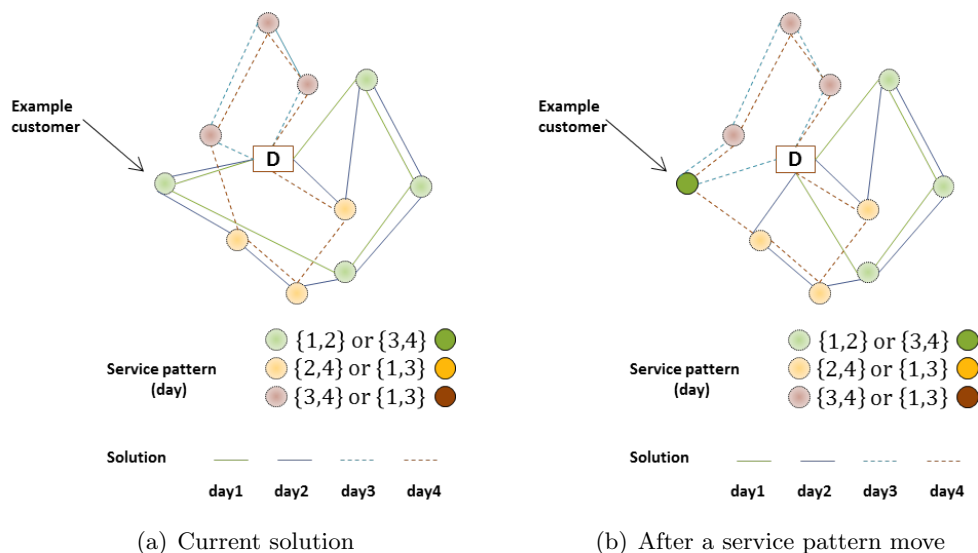 Example
customer
D
{1,2} or {3,4}
Service pattern
(day)
{2,4} or {1,3}
{3,4} or {1,3}
Solution
day1 day2 day3 day4
(a) Current solution
Example
customer
D
{1,2} or {3,4}
Service pattern
(day)
{2,4} or {1,3}
{3,4} or {1,3}
Solution
day1 day2 day3 day4
(b) After a service pattern move